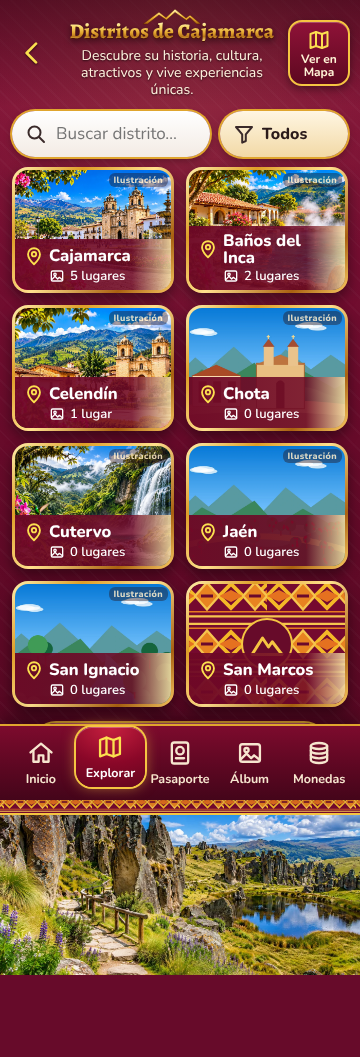 Distritos de Cajamarca
Descubre su historia, cultura,
atractivos y vive experiencias
únicas.
Ver en
Mapa
Buscar distrito...
Todos
Ilustración
Cajamarca
5 lugares
Ilustración
Baños del
Inca
2 lugares
Ilustración
Celendín
1 lugar
Ilustración
Chota
0 lugares
Ilustración
Cutervo
0 lugares
Ilustración
Jaén
0 lugares
Ilustración
San Ignacio
0 lugares
San Marcos
0 lugares
Inicio
Explorar
Pasaporte
Álbum
Monedas